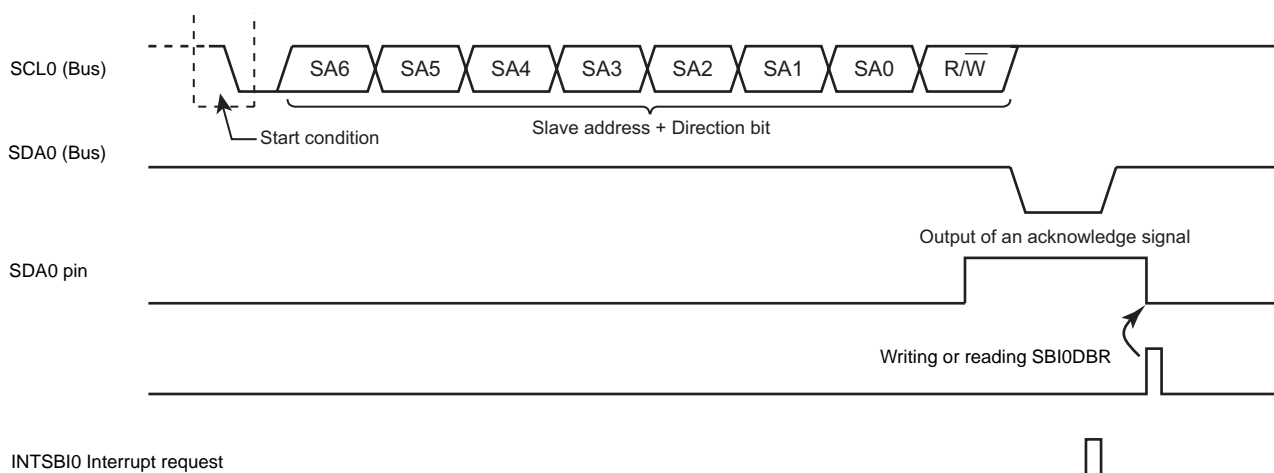 SCL0 (Bus)
SA6 SA5 SA4 SA3 SA2 SA1 SA0 R/W̅
Start condition
Slave address + Direction bit
SDA0 (Bus)
Output of an acknowledge signal
SDA0 pin
Writing or reading SBI0DBR
INTSBI0 Interrupt request